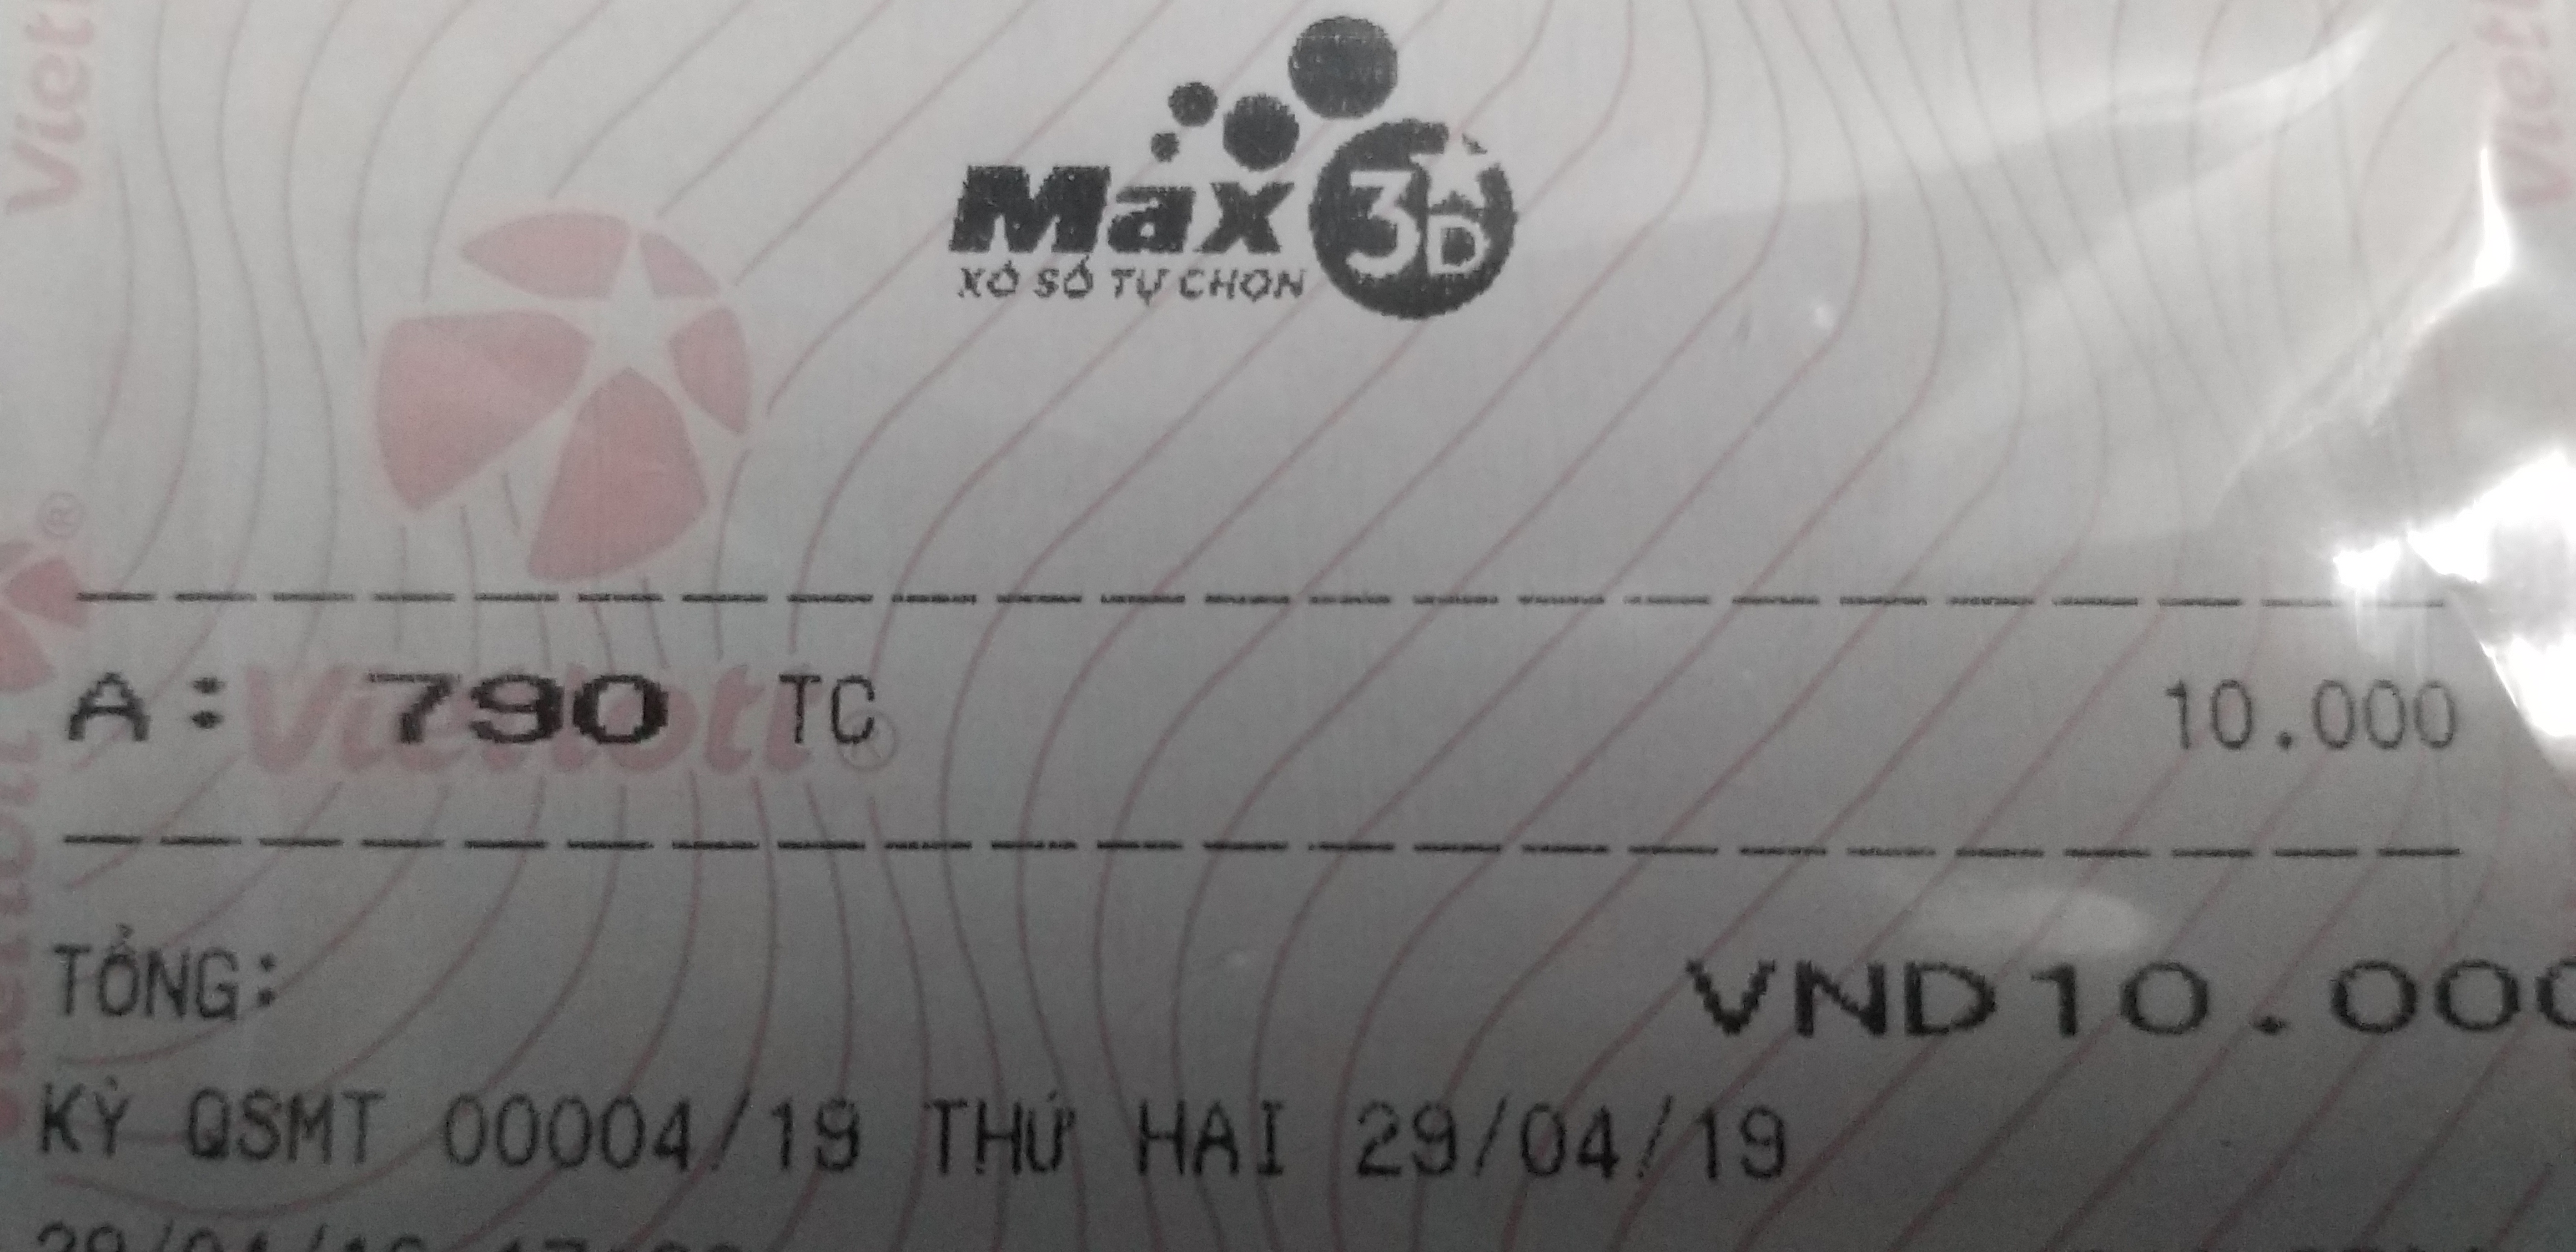 Max 3D
XỔ SỐ TỰ CHỌN
Vietlott
A: 790 TC 10.000
TỔNG: VND10.000
KỲ QSMT 00004/19 THỨ HAI 29/04/19